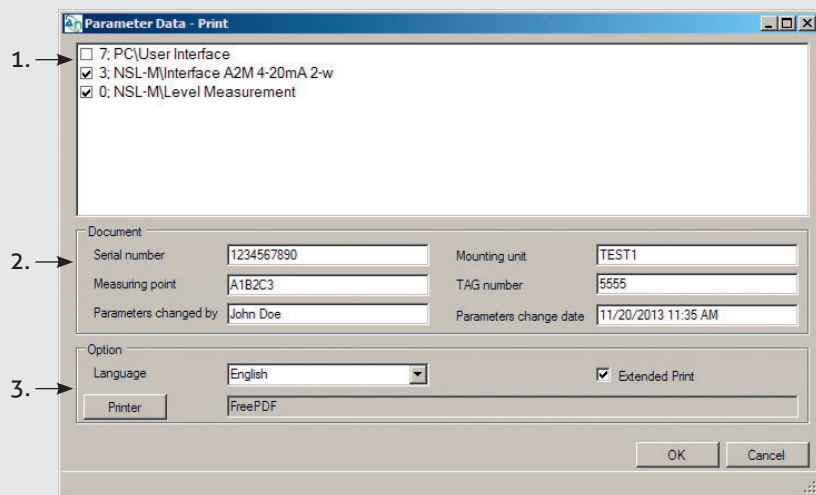 Parameter Data - Print
1.
7; PC\User Interface
3; NSL-M\Interface A2M 4-20mA 2-w
0; NSL-M\Level Measurement
Document
2.
Serial number 1234567890 Mounting unit TEST1
Measuring point A1B2C3 TAG number 5555
Parameters changed by John Doe Parameters change date 11/20/2013 11:35 AM
Option
3.
Language English Extended Print
Printer FreePDF
OK Cancel